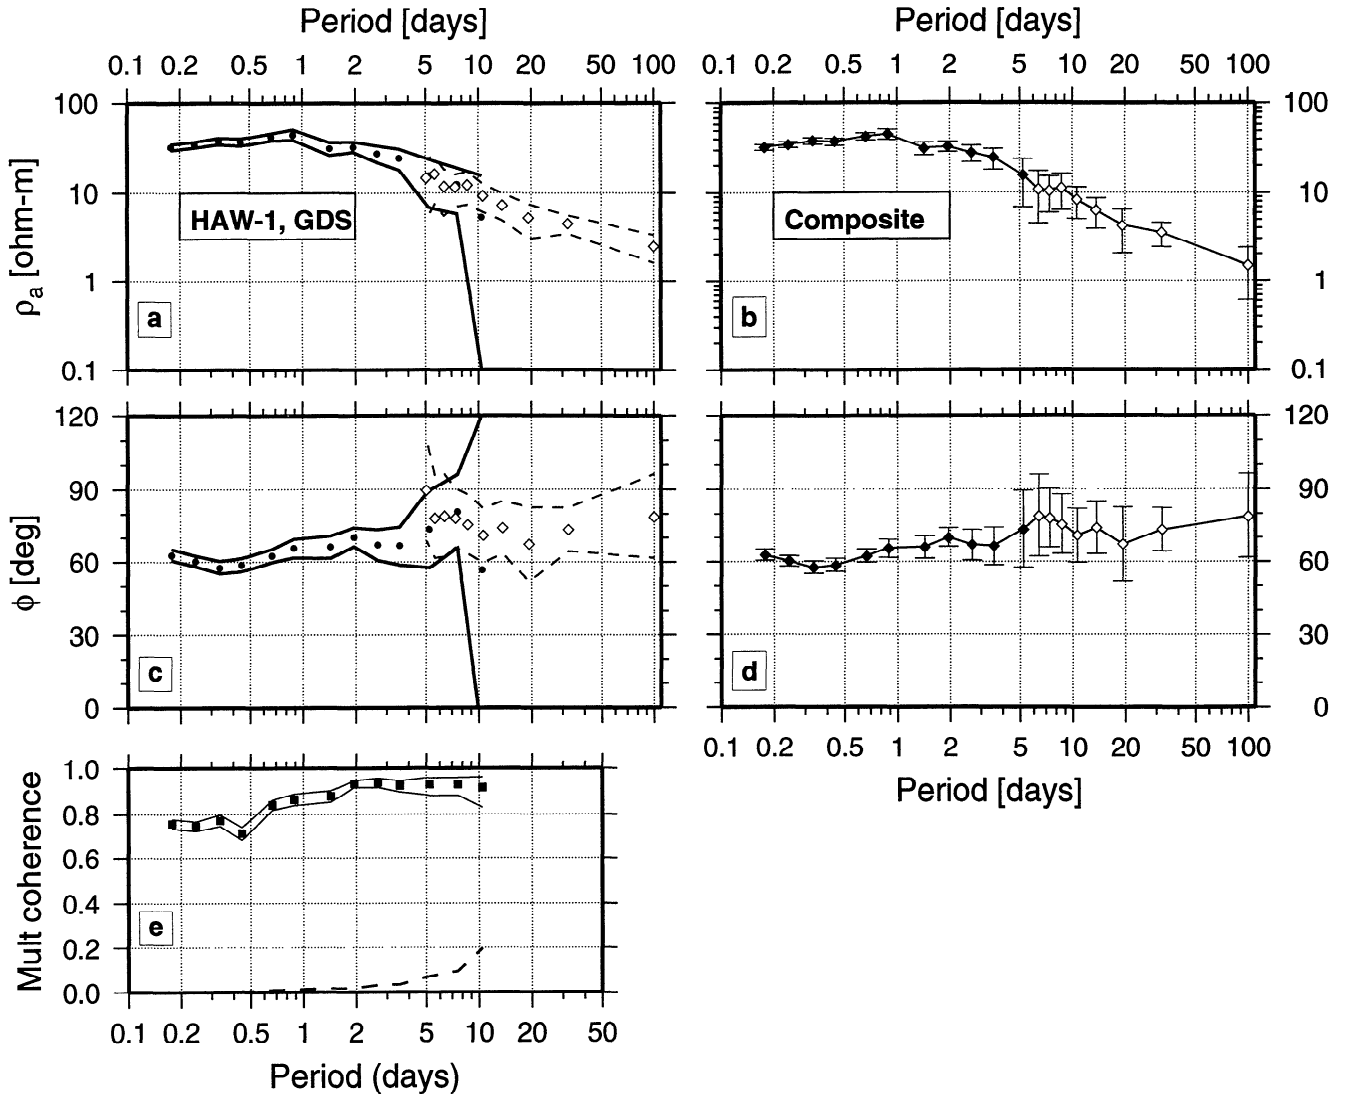 Period [days]
Period [days]
0.1 0.2 0.5 1 2 5 10 20 50 100
0.1 0.2 0.5 1 2 5 10 20 50 100
100
10
1
0.1
ρa [ohm-m]
HAW-1, GDS
a
Composite
b
100
10
1
0.1
120
90
60
30
0
ϕ [deg]
c
d
120
90
60
30
0
0.1 0.2 0.5 1 2 5 10 20 50 100
Period [days]
1.0
0.8
0.6
0.4
0.2
0.0
Mult coherence
e
0.1 0.2 0.5 1 2 5 10 20 50
Period (days)